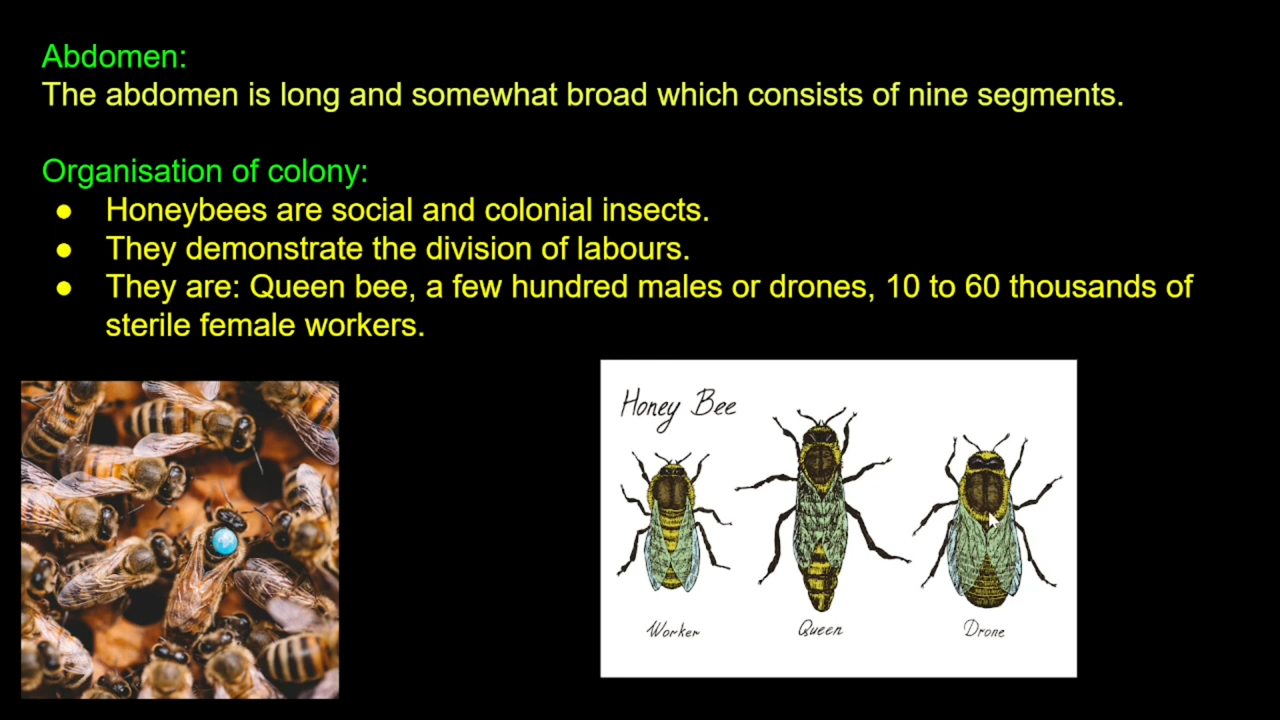 Abdomen:
The abdomen is long and somewhat broad which consists of nine segments.
Organisation of colony:
● Honeybees are social and colonial insects.
● They demonstrate the division of labours.
● They are: Queen bee, a few hundred males or drones, 10 to 60 thousands of
sterile female workers.
Honey Bee
Worker
Queen
Drone